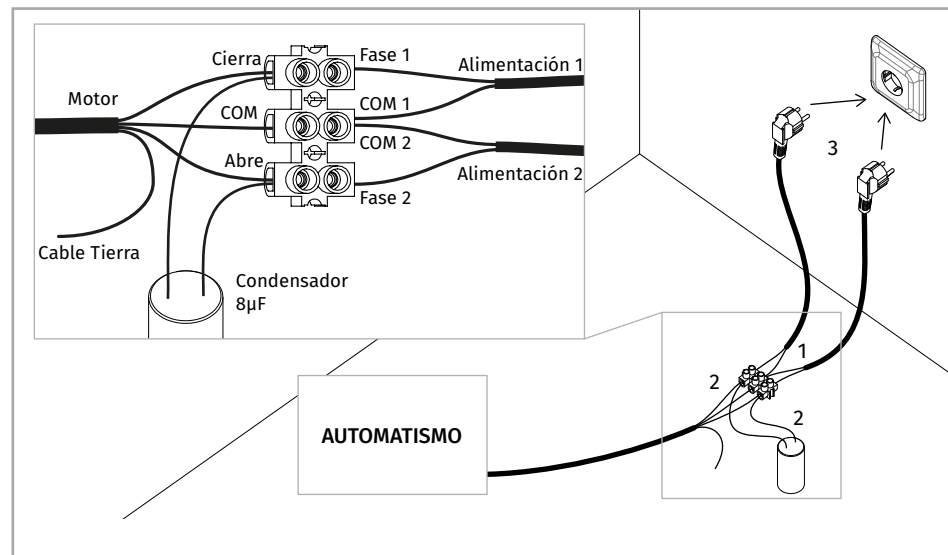 Cierra
Fase 1
Alimentación 1
Motor
COM
COM 1
COM 2
Abre
Alimentación 2
Fase 2
Cable Tierra
Condensador
8µF
3
1
2
2
AUTOMATISMO